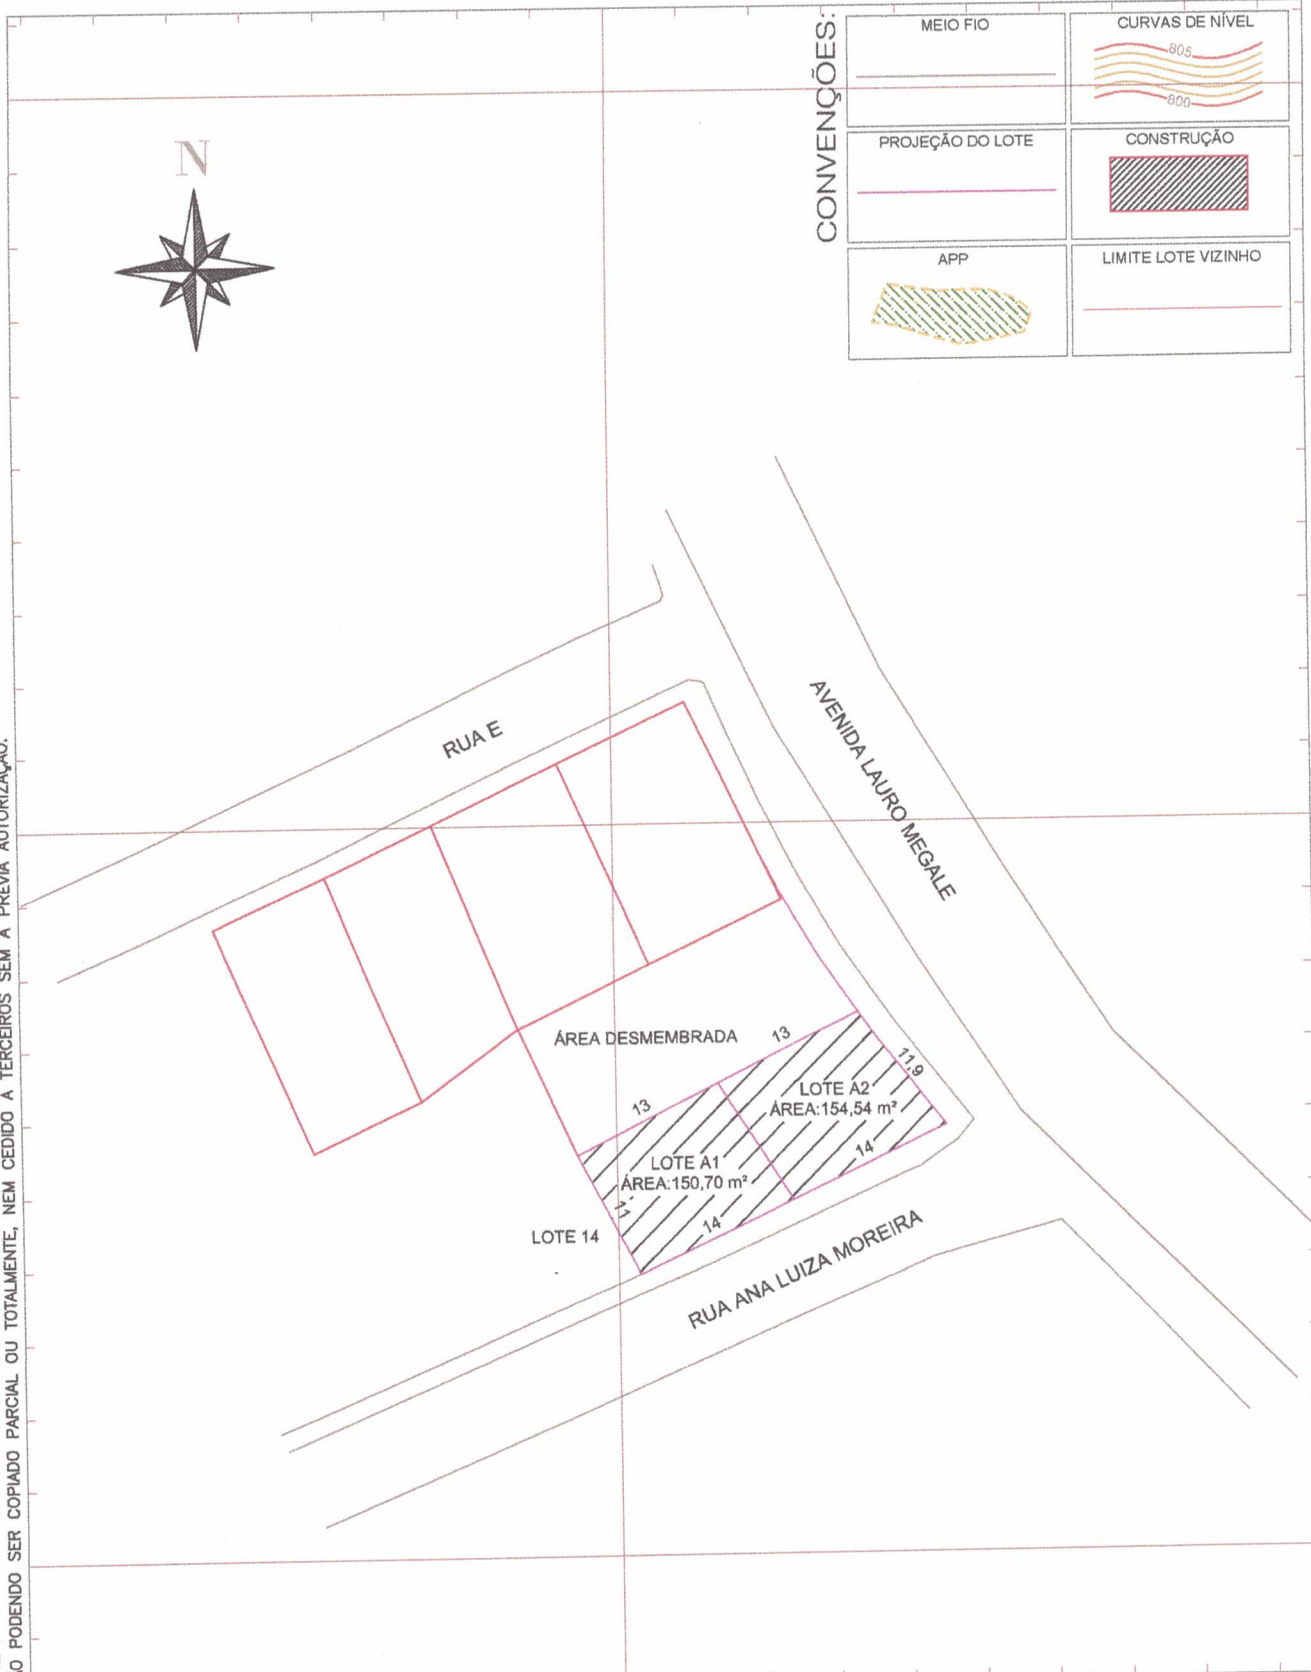 CONVENÇÕES:
MEIO FIO
CURVAS DE NÍVEL
805
800
PROJEÇÃO DO LOTE
CONSTRUÇÃO
APP
LIMITE LOTE VIZINHO
N
RUA E
AVENIDA LAURO MEGALE
ÁREA DESMEMBRADA
13
13
11,9
LOTE A2
ÁREA:154,54 m²
14
LOTE A1
ÁREA:150,70 m²
11
14
LOTE 14
RUA ANA LUIZA MOREIRA
PODENDO SER COPIADO PARCIAL OU TOTALMENTE, NEM CEDIDO A TERCEIROS SEM A PRÉVIA AUTORIZAÇÃO.